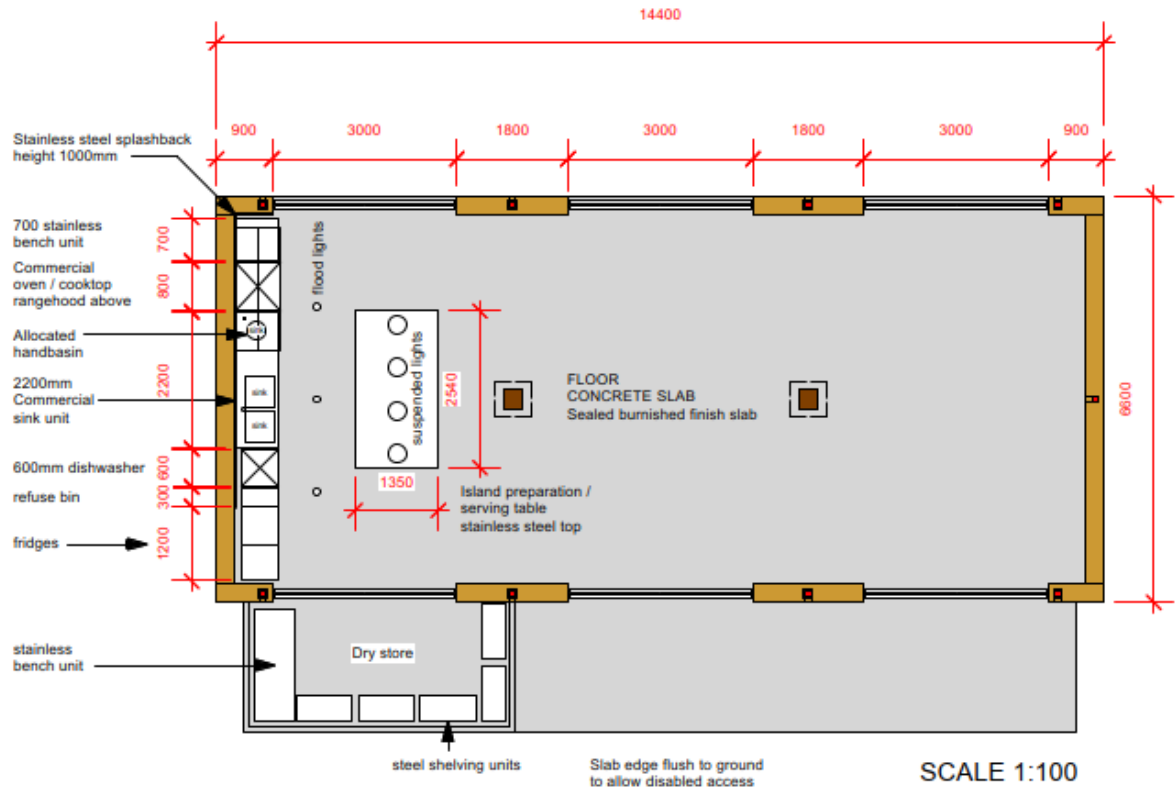 14400
900
3000
1800
3000
1800
3000
900
Stainless steel splashback
height 1000mm
700 stainless
bench unit
Commercial
oven / cooktop
rangehood above
Allocated
handbasin
2200mm
Commercial
sink unit
600mm dishwasher
refuse bin
fridges
stainless
bench unit
700
800
2200
600
300
1200
sink
sink
sink
flood lights
suspended lights
2540
1350
Island preparation /
serving table
stainless steel top
FLOOR
CONCRETE SLAB
Sealed burnished finish slab
6600
Dry store
steel shelving units
Slab edge flush to ground
to allow disabled access
SCALE 1:100